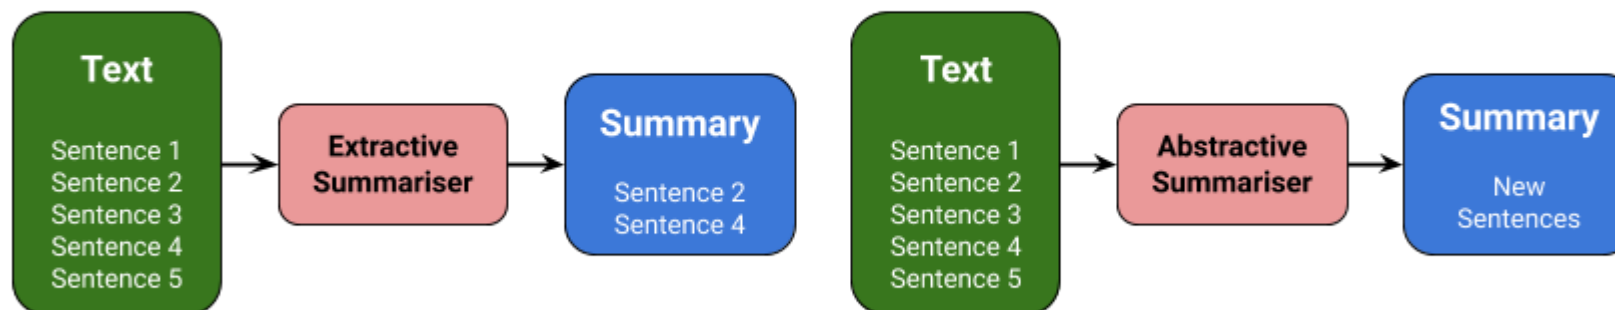 Text
Sentence 1
Sentence 2
Sentence 3
Sentence 4
Sentence 5
Extractive
Summariser
Summary
Sentence 2
Sentence 4
Text
Sentence 1
Sentence 2
Sentence 3
Sentence 4
Sentence 5
Abstractive
Summariser
Summary
New
Sentences